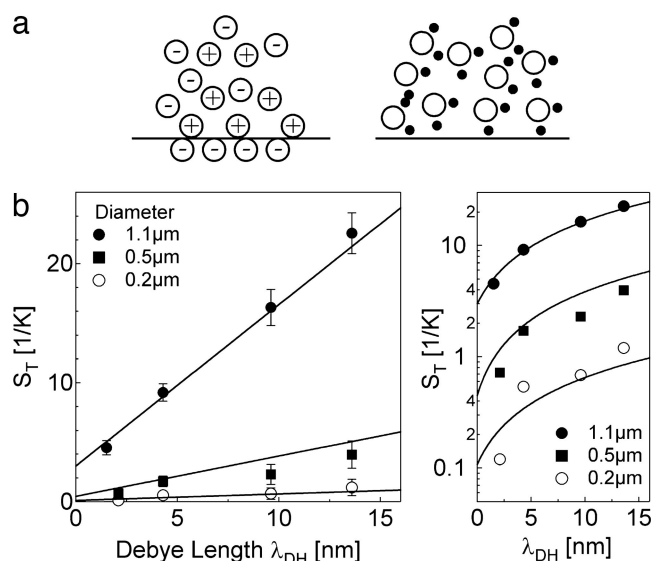 a
b
Diameter
1.1μm
0.5μm
0.2μm
S_T [1/K]
20
10
0
0
5
10
15
Debye Length λ_DH [nm]
S_T [1/K]
2
10
4
2
1
4
2
0.1
1.1μm
0.5μm
0.2μm
0
5
10
15
λ_DH [nm]